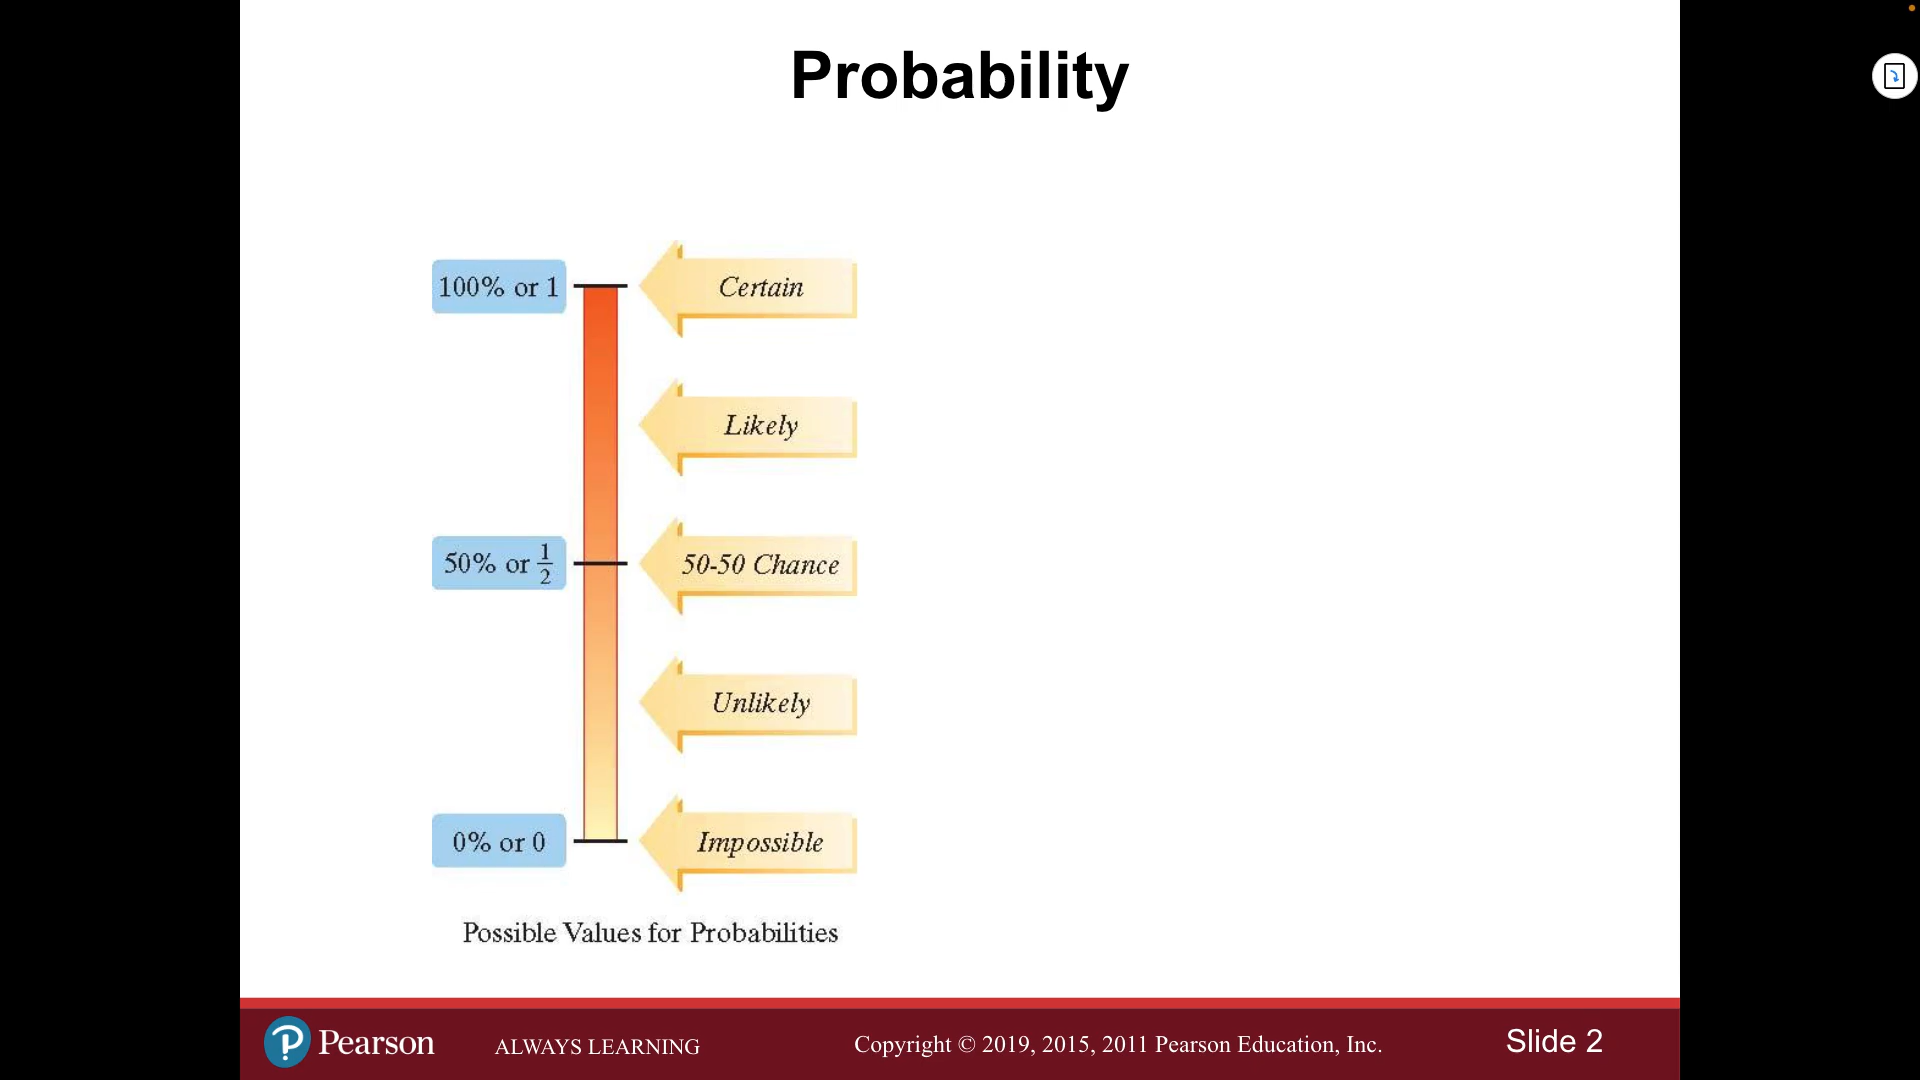 Probability
100% or 1
Certain
Likely
50% or 1/2
50-50 Chance
Unlikely
0% or 0
Impossible
Possible Values for Probabilities
Pearson
ALWAYS LEARNING
Copyright © 2019, 2015, 2011 Pearson Education, Inc.
Slide 2